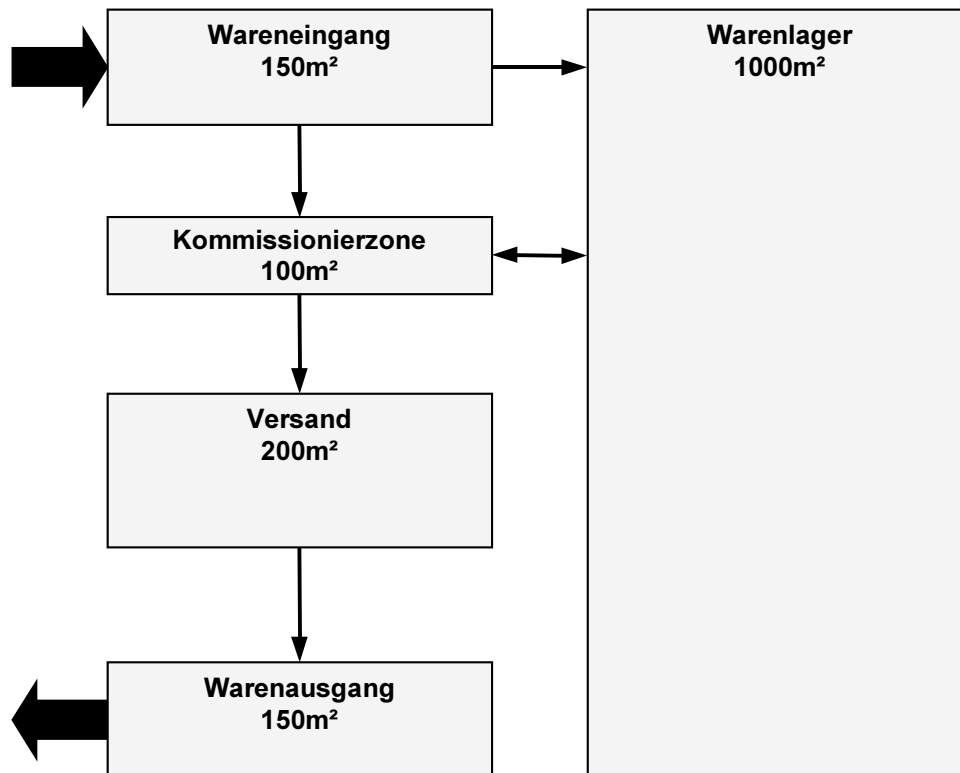 Wareneingang
150m²
Warenlager
1000m²
Kommissionierzone
100m²
Versand
200m²
Warenausgang
150m²